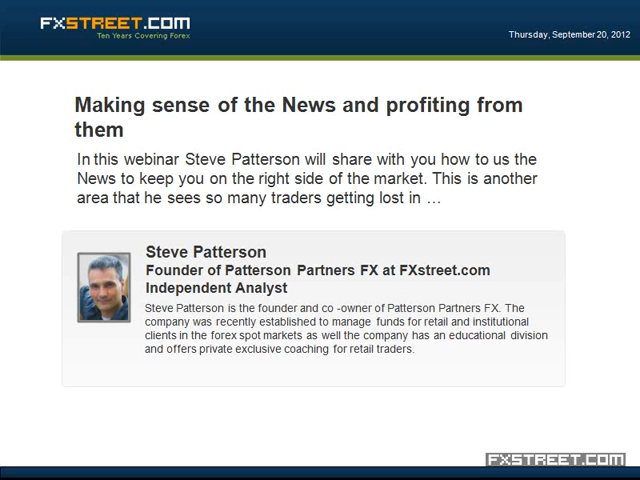 FXSTREET.COM
Ten Years Covering Forex
Thursday, September 20, 2012
Making sense of the News and profiting from
them
In this webinar Steve Patterson will share with you how to us the
News to keep you on the right side of the market. This is another
area that he sees so many traders getting lost in …
Steve Patterson
Founder of Patterson Partners FX at FXstreet.com
Independent Analyst
Steve Patterson is the founder and co -owner of Patterson Partners FX. The
company was recently established to manage funds for retail and institutional
clients in the forex spot markets as well the company has an educational division
and offers private exclusive coaching for retail traders.
FXSTREET.COM